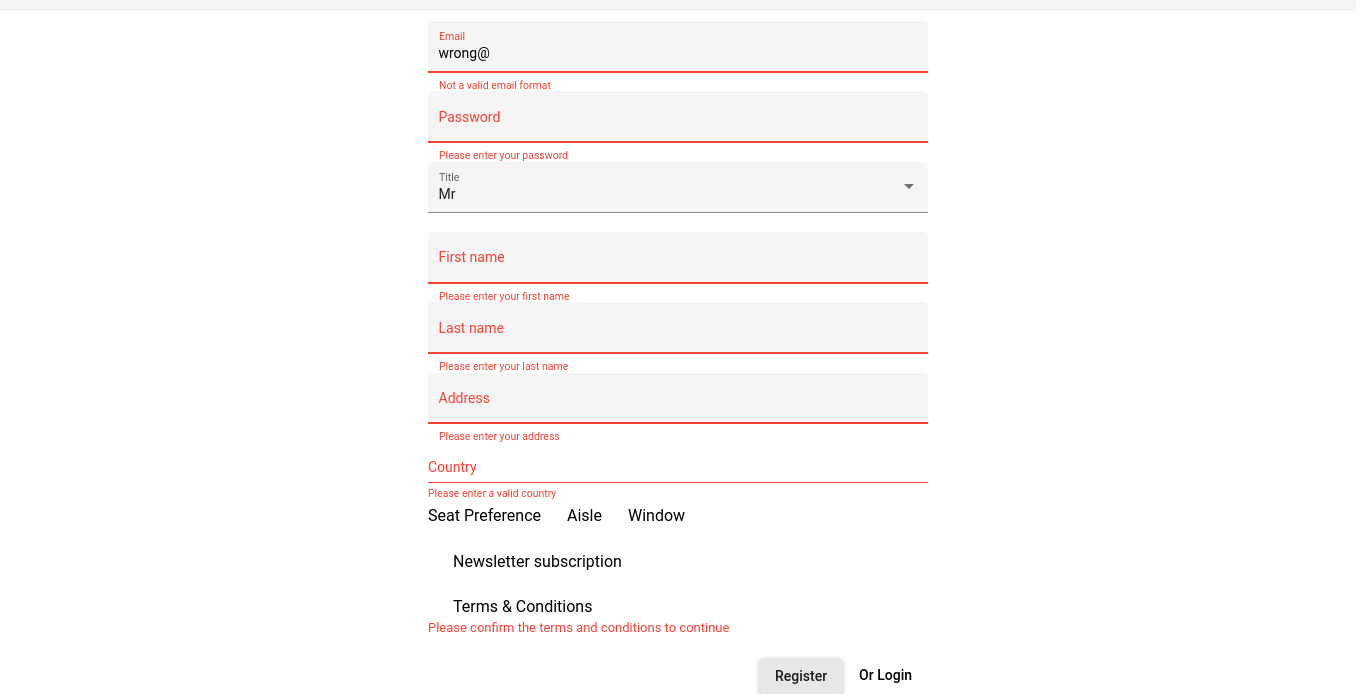 Email
wrong@
Not a valid email format
Password
Please enter your password
Title
Mr
First name
Please enter your first name
Last name
Please enter your last name
Address
Please enter your address
Country
Please enter a valid country
Seat Preference Aisle Window
Newsletter subscription
Terms & Conditions
Please confirm the terms and conditions to continue
Register Or Login